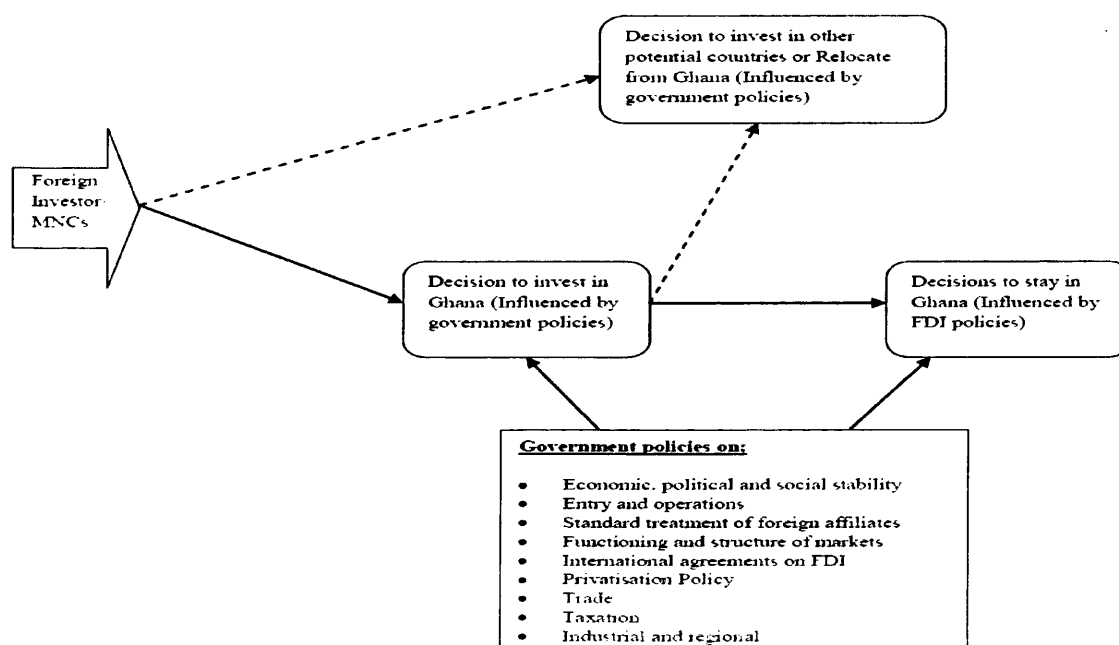 Decision to invest in other
potential countries or Relocate
from Ghana (Influenced by
government policies)
Foreign
Investor
MNCs
Decision to invest in
Ghana (Influenced by
government policies)
Decisions to stay in
Ghana (Influenced by
FDI policies)
Government policies on;
• Economic, political and social stability
• Entry and operations
• Standard treatment of foreign affiliates
• Functioning and structure of markets
• International agreements on FDI
• Privatisation Policy
• Trade
• Taxation
• Industrial and regional